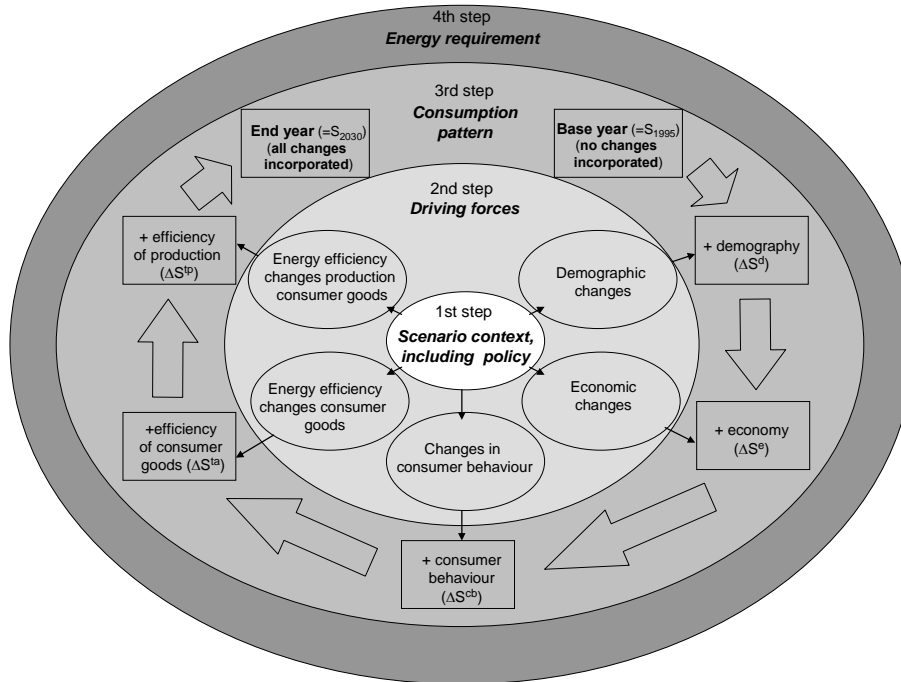 4th step
Energy requirement
3rd step
Consumption
pattern
End year (=S2030)
(all changes
incorporated)
Base year (=S1995)
(no changes
incorporated)
2nd step
Driving forces
+ efficiency
of production
(ΔStp)
Energy efficiency
changes production
consumer goods
Demographic
changes
+ demography
(ΔSd)
1st step
Scenario context,
including policy
Energy efficiency
changes consumer
goods
Economic
changes
+efficiency
of consumer
goods (ΔSta)
Changes in
consumer behaviour
+ economy
(ΔSe)
+ consumer
behaviour
(ΔScb)